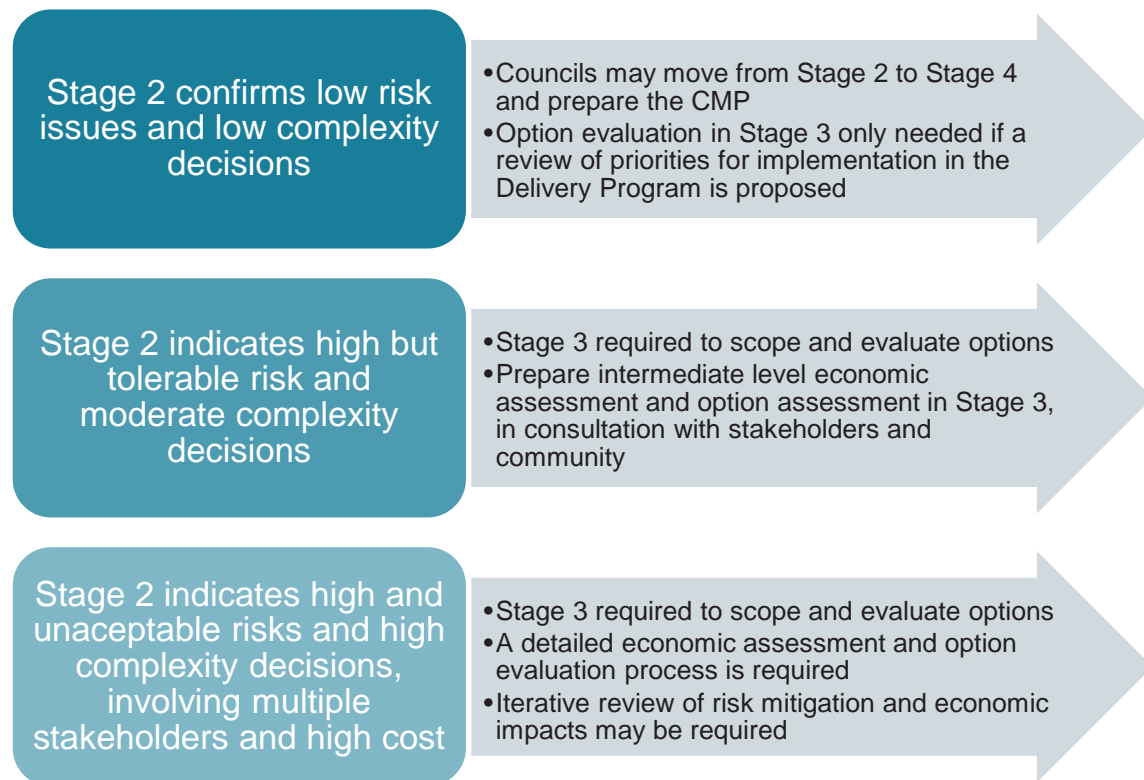 Stage 2 confirms low risk
issues and low complexity
decisions
•Councils may move from Stage 2 to Stage 4
and prepare the CMP
•Option evaluation in Stage 3 only needed if a
review of priorities for implementation in the
Delivery Program is proposed
Stage 2 indicates high but
tolerable risk and
moderate complexity
decisions
•Stage 3 required to scope and evaluate options
•Prepare intermediate level economic
assessment and option assessment in Stage 3,
in consultation with stakeholders and
community
Stage 2 indicates high and
unacceptable risks and high
complexity decisions,
involving multiple
stakeholders and high cost
•Stage 3 required to scope and evaluate options
•A detailed economic assessment and option
evaluation process is required
•Iterative review of risk mitigation and economic
impacts may be required